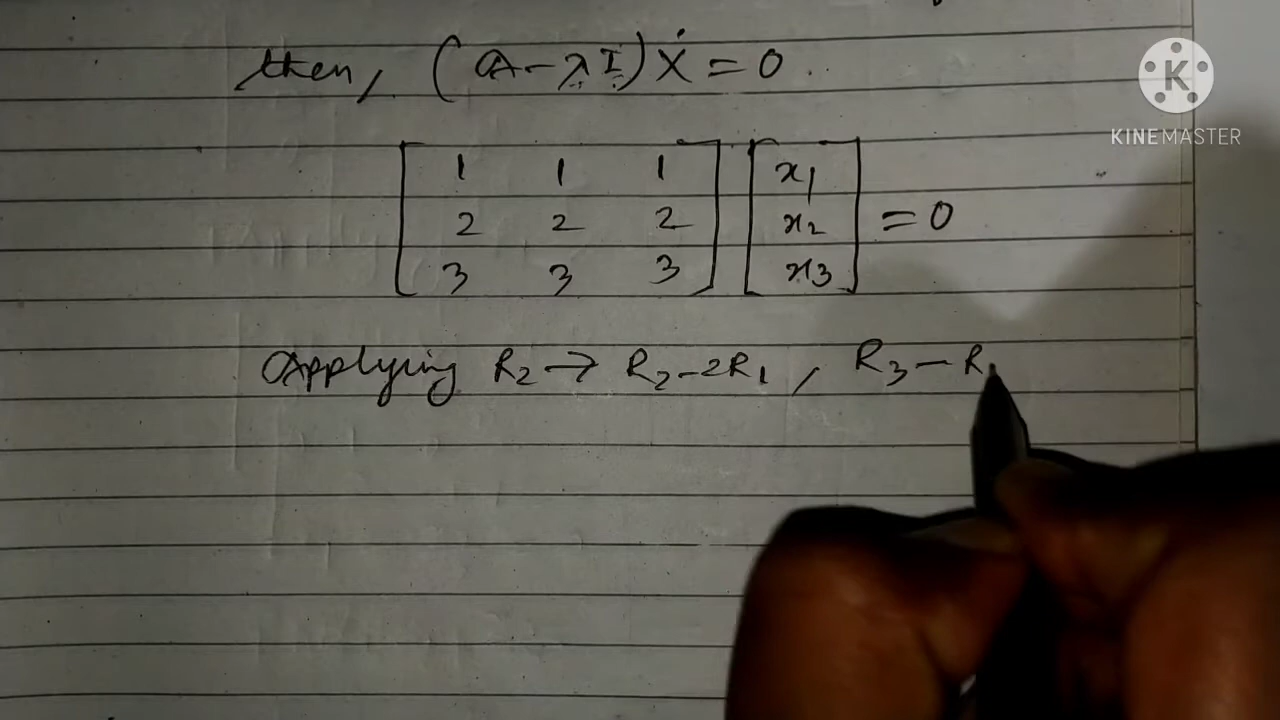 then, (A - λI) X = 0
K
KINEMASTER
[1 1 1] [x1]
[2 2 2] [x2] = 0
[3 3 3] [x3]
Applying R2 → R2 - 2R1, R3 - R